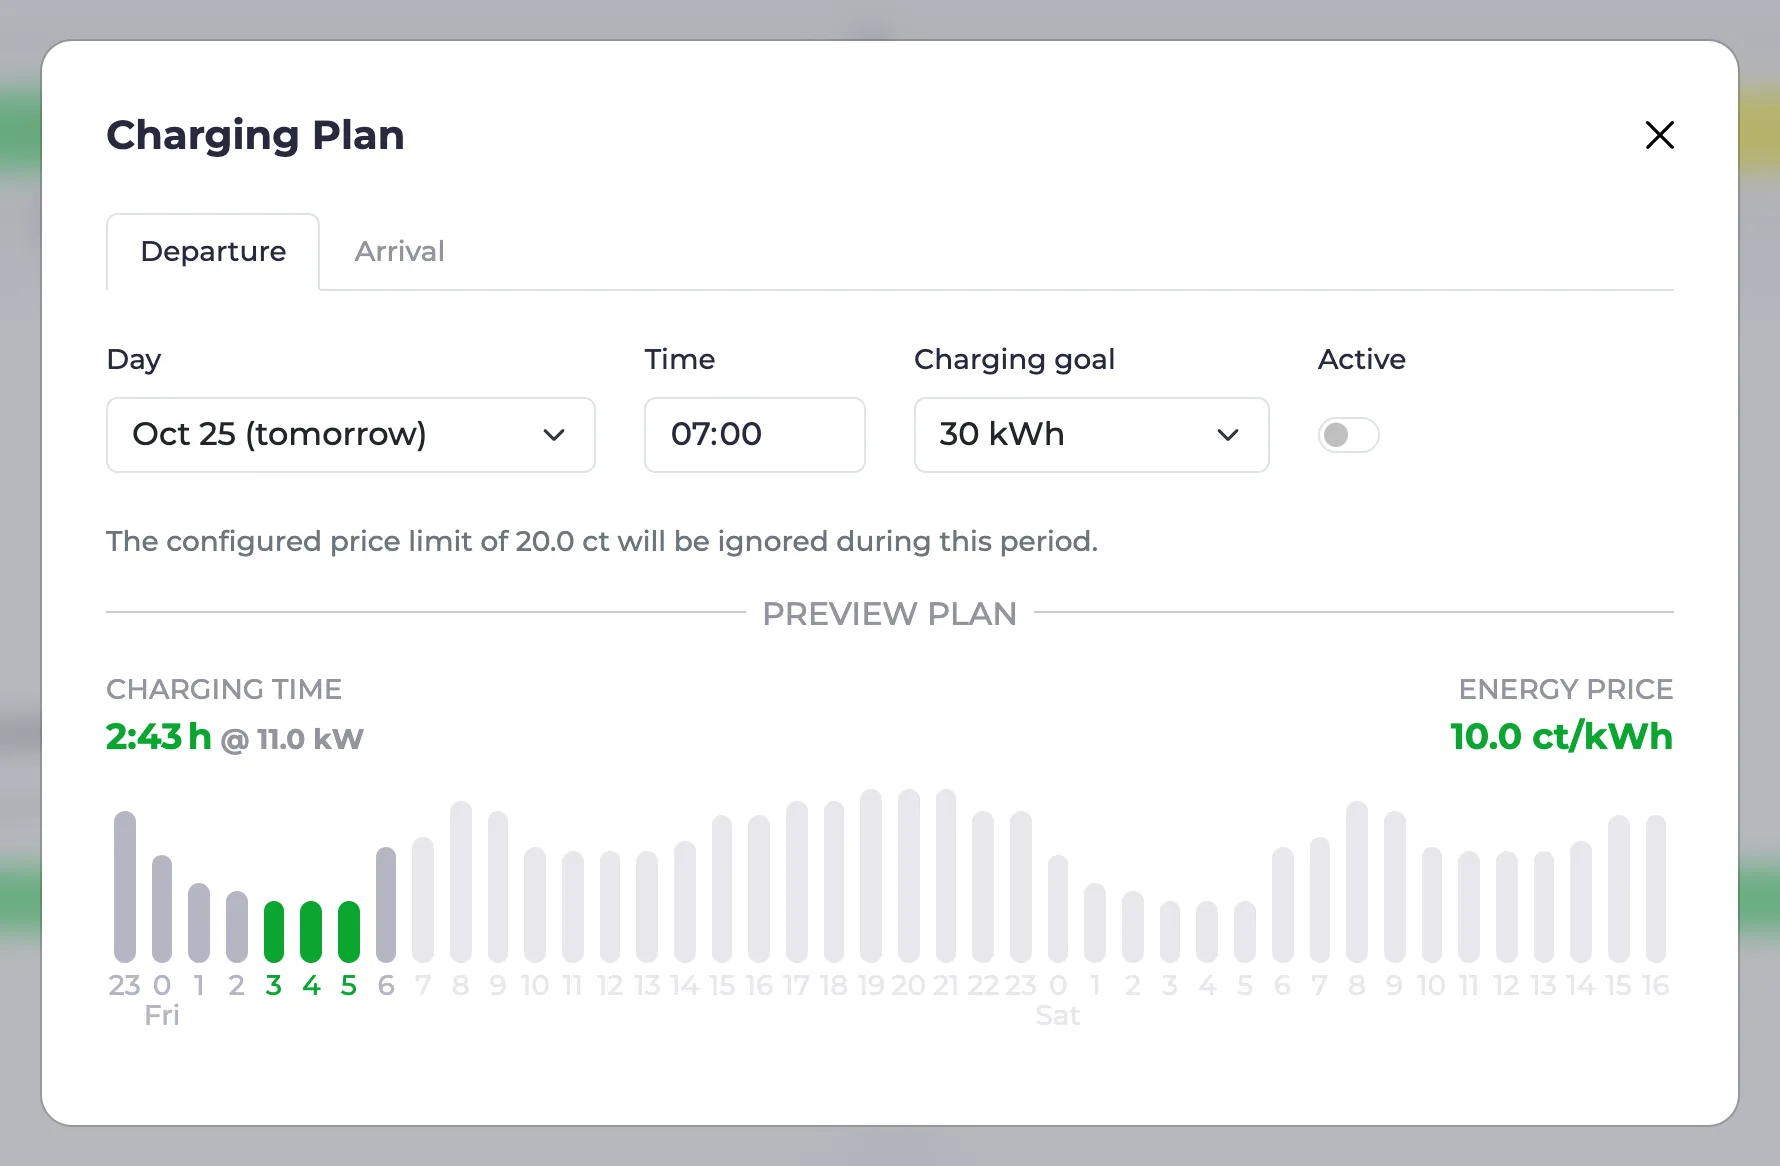 Charging Plan
Departure Arrival
Day Time Charging goal Active
Oct 25 (tomorrow) 07:00 30 kWh
The configured price limit of 20.0 ct will be ignored during this period.
PREVIEW PLAN
CHARGING TIME ENERGY PRICE
2:43 h @ 11.0 kW 10.0 ct/kWh
23 0 1 2 3 4 5 6 7 8 9 10 11 12 13 14 15 16 17 18 19 20 21 22 23 0 1 2 3 4 5 6 7 8 9 10 11 12 13 14 15 16
Fri Sat